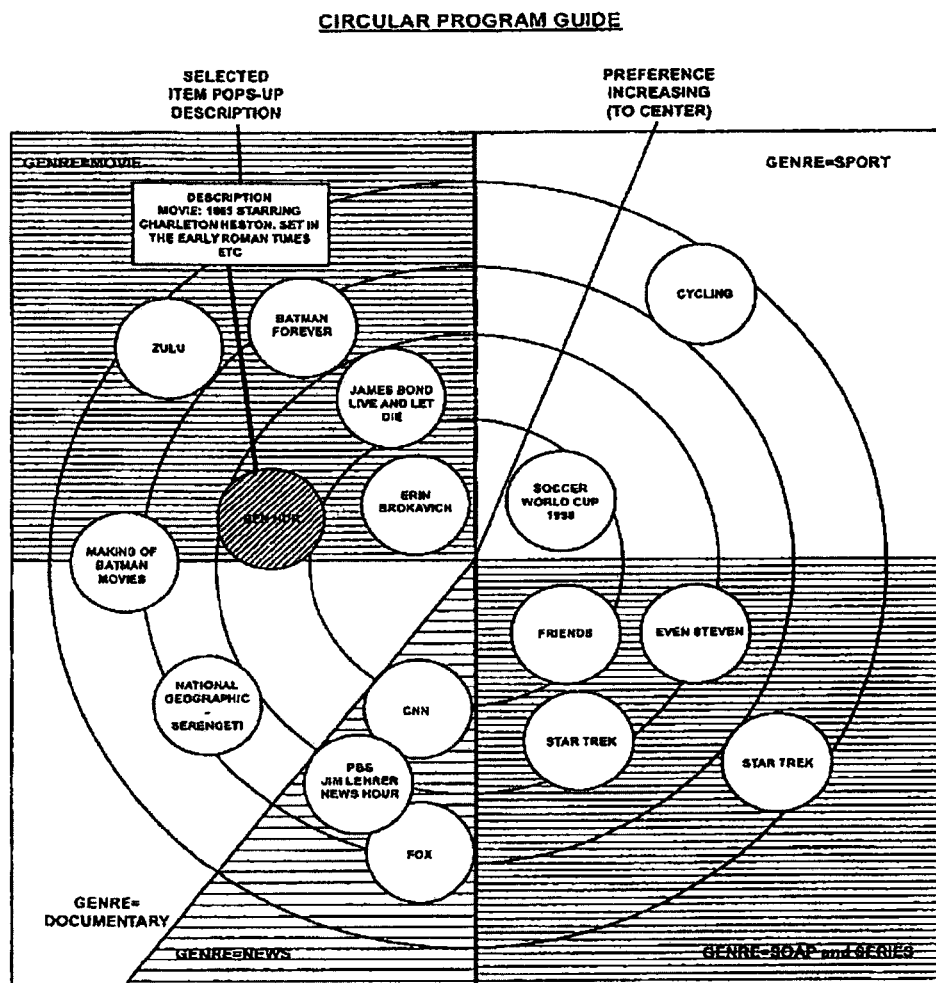 CIRCULAR PROGRAM GUIDE
SELECTED
ITEM POPS-UP
DESCRIPTION
PREFERENCE
INCREASING
(TO CENTER)
GENRE=MOVIE
GENRE=SPORT
DESCRIPTION
STARRING
MOVIE:
CHARLETON HESTON. SET IN
THE EARLY ROMAN TIMES
ETC
CYCLING
BATMAN
FOREVER
ZULU
JAMES BOND
LIVE AND LET
DIE
ERIN
BROKAVICH
SOCCER
WORLD CUP
1998
BEN HUR
MAKING OF
BATMAN
MOVIES
FRIENDS
EVEN STEVEN
NATIONAL
GEOGRAPHIC
-
SERENGETI
CNN
STAR TREK
STAR TREK
PBS
JIM LEHRER
NEWS HOUR
FOX
GENRE=
DOCUMENTARY
GENRE=NEWS
GENRE=SOAP and SERIES